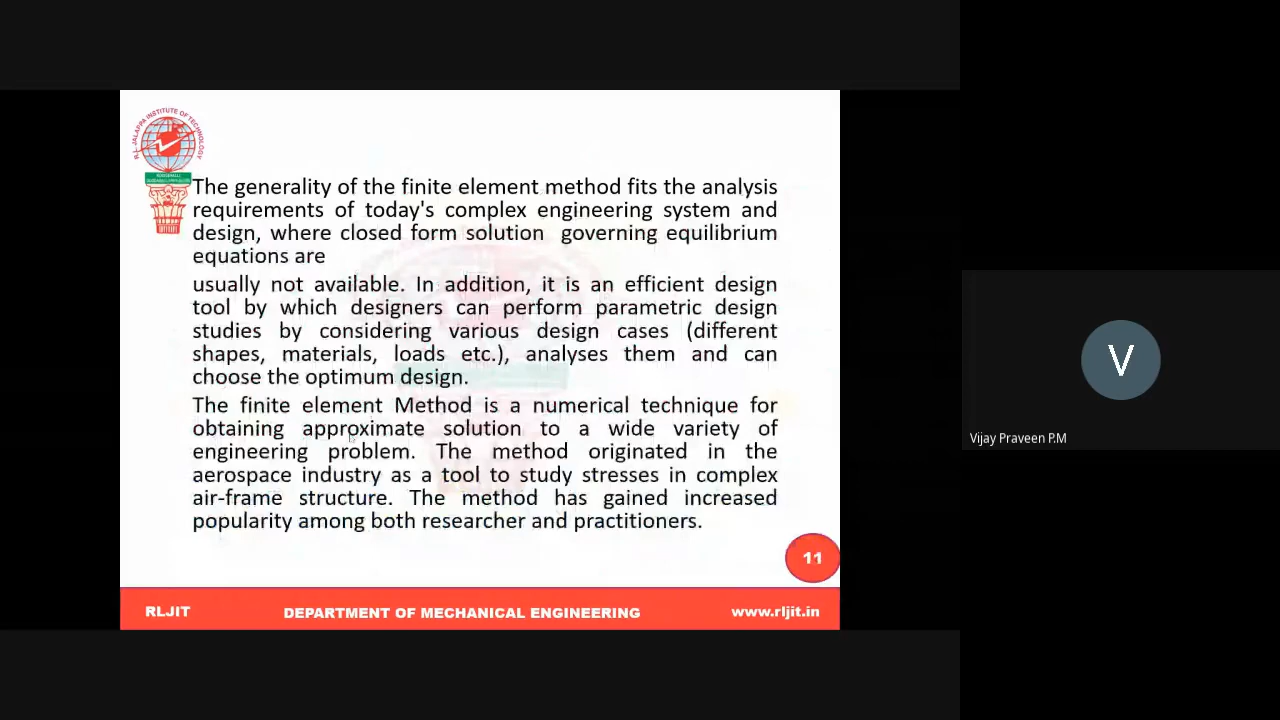 R.L. JALAPPA INSTITUTE OF TECHNOLOGY
The generality of the finite element method fits the analysis
requirements of today's complex engineering system and
design, where closed form solution governing equilibrium
equations are
usually not available. In addition, it is an efficient design
tool by which designers can perform parametric design
studies by considering various design cases (different
shapes, materials, loads etc.), analyses them and can
choose the optimum design.
The finite element Method is a numerical technique for
obtaining approximate solution to a wide variety of
engineering problem. The method originated in the
aerospace industry as a tool to study stresses in complex
air-frame structure. The method has gained increased
popularity among both researcher and practitioners.
11
RLJIT
DEPARTMENT OF MECHANICAL ENGINEERING
www.rljit.in
V
Vijay Praveen P.M